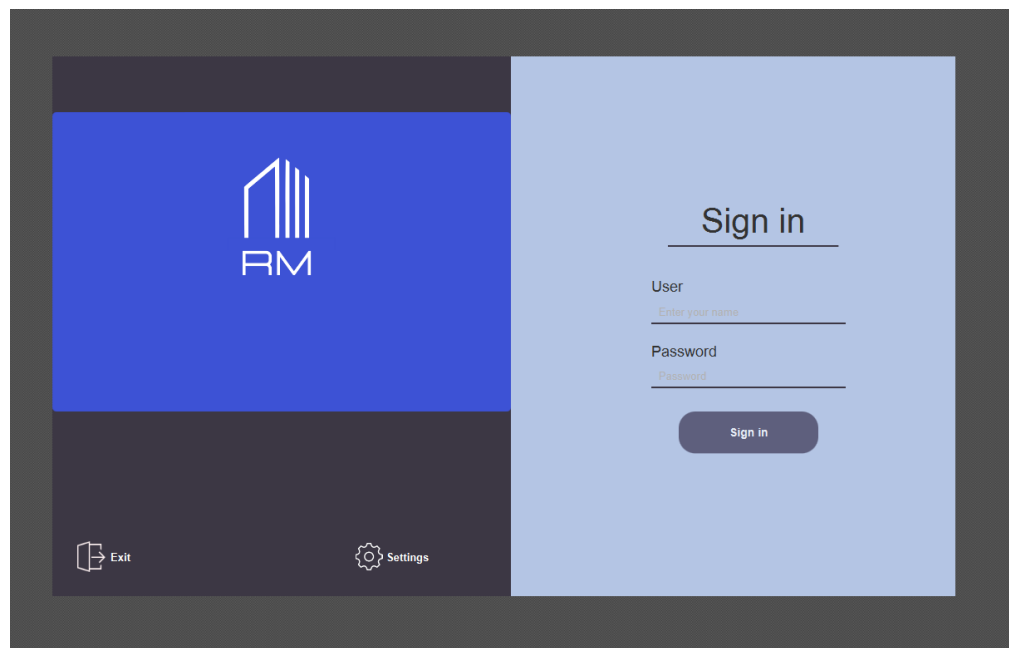 RM
Sign in
User
Enter your name
Password
Password
Sign in
Exit
Settings